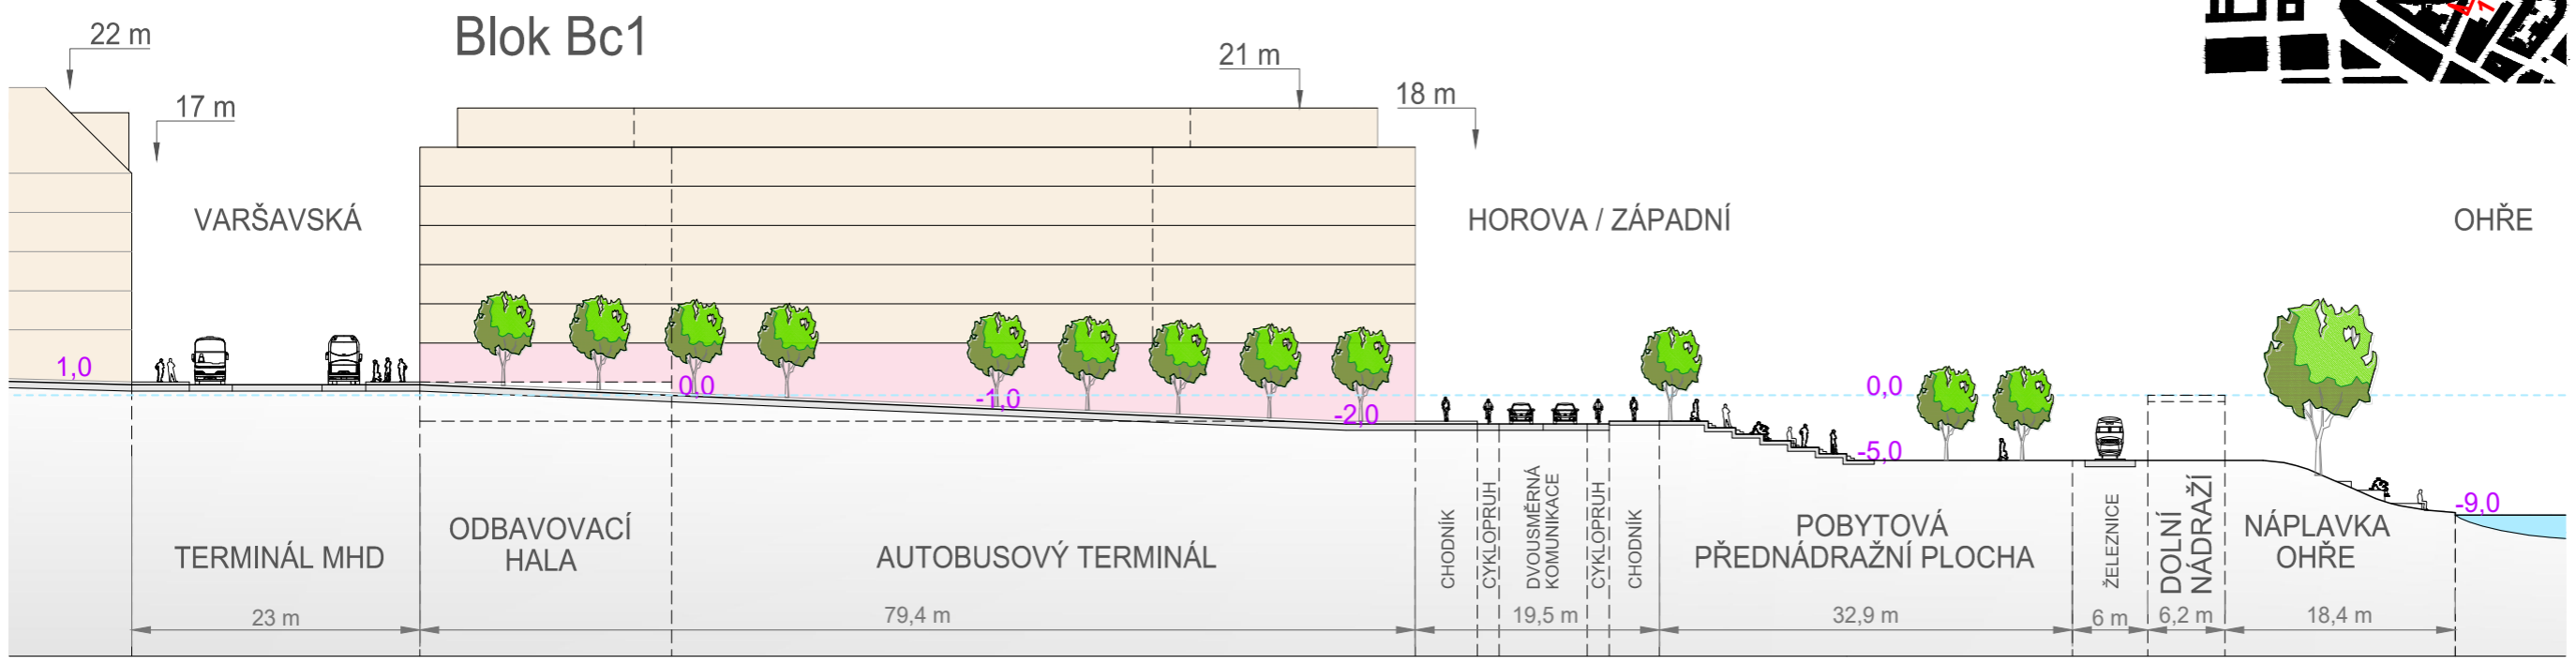 Blok Bc1
22 m
17 m
21 m
18 m
1
VARŠAVSKÁ
HOROVA / ZÁPADNÍ
OHŘE
1,0
0,0
-1,0
-2,0
0,0
-5,0
-9,0
TERMINÁL MHD
ODBAVOVACÍ
HALA
AUTOBUSOVÝ TERMINÁL
CHODNÍK
CYKLOPRUH
DVOUSMĚRNÁ
KOMUNIKACE
CYKLOPRUH
CHODNÍK
POBYTOVÁ
PŘEDNÁDRAŽNÍ PLOCHA
ŽELEZNICE
DOLNÍ
NÁDRAŽÍ
NÁPLAVKA
OHŘE
23 m
79,4 m
19,5 m
32,9 m
6 m
6,2 m
18,4 m